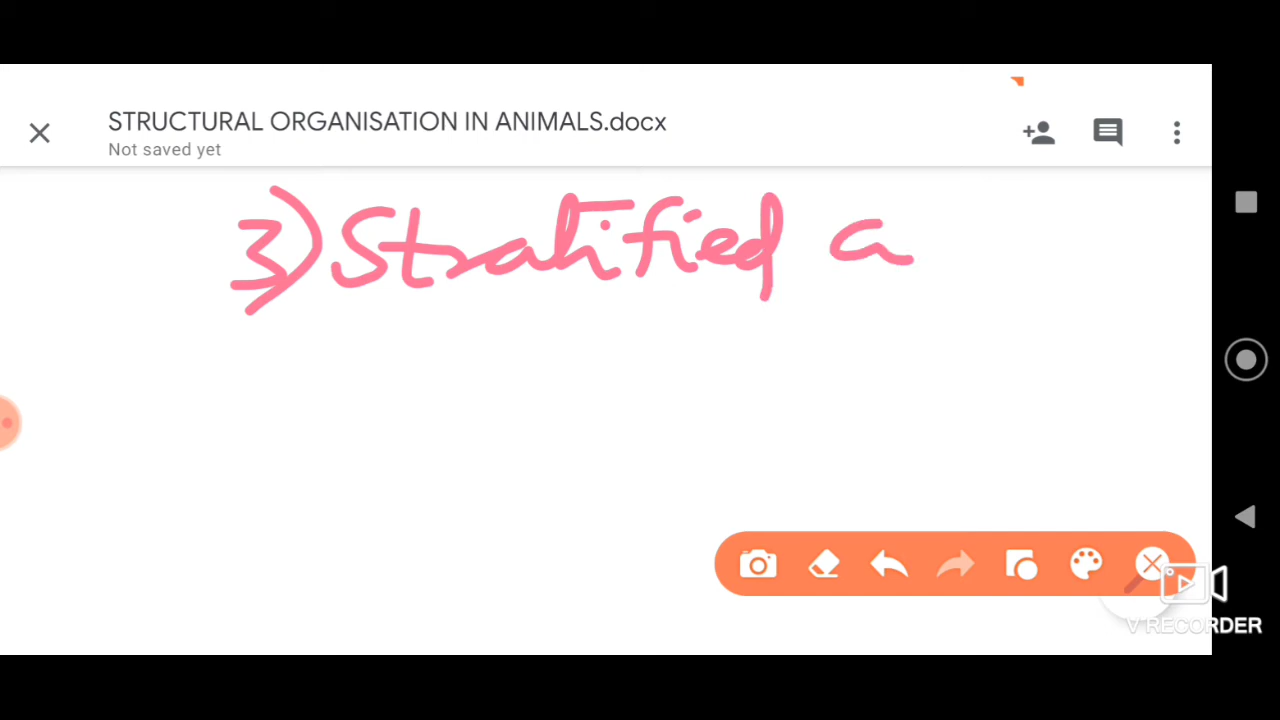 STRUCTURAL ORGANISATION IN ANIMALS.docx
Not saved yet
3) Stratified a
V RECORDER